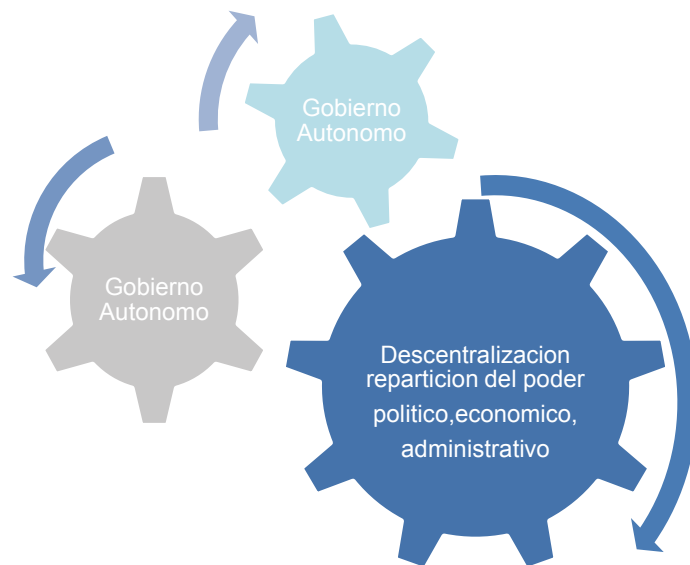 Gobierno
Autonomo
Gobierno
Autonomo
Descentralizacion
reparticion del poder
politico,economico,
administrativo